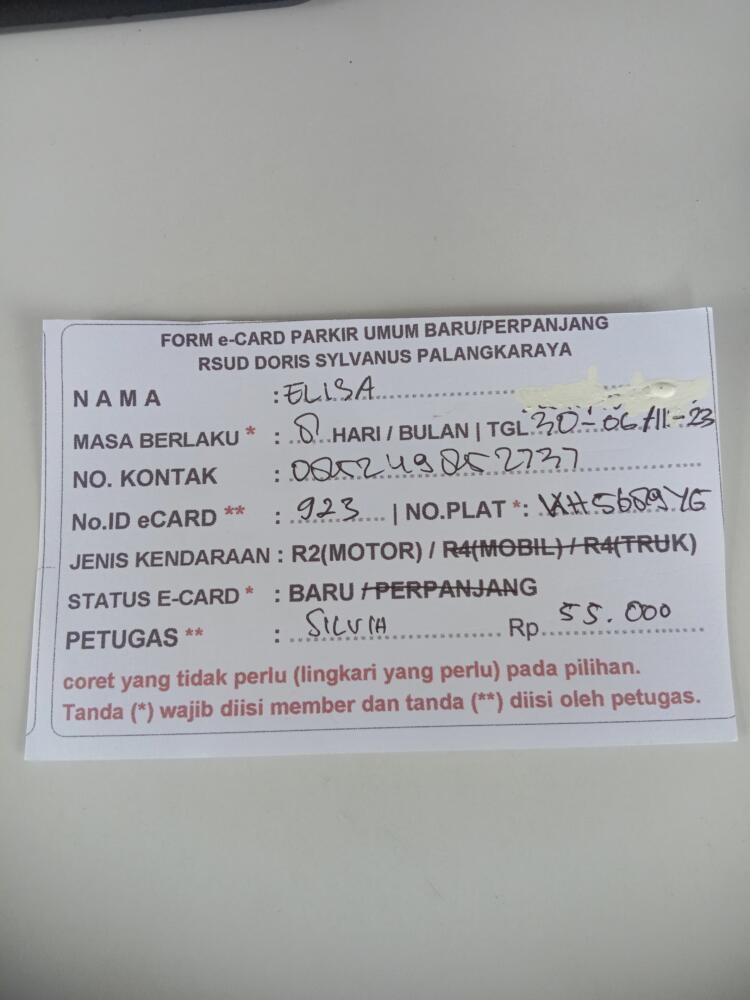 FORM e-CARD PARKIR UMUM BARU/PERPANJANG
RSUD DORIS SYLVANUS PALANGKARAYA
NAMA : ELISA
MASA BERLAKU * : 8 HARI / BULAN | TGL 30-06/11-23
NO. KONTAK : 085249852737
No.ID eCARD ** : 923 | NO.PLAT *: KH5689YG
JENIS KENDARAAN : R2(MOTOR) / R4(MOBIL) / R4(TRUK)
STATUS E-CARD * : BARU / PERPANJANG
PETUGAS ** : SILVIA Rp 55.000
coret yang tidak perlu (lingkari yang perlu) pada pilihan.
Tanda (*) wajib diisi member dan tanda (**) diisi oleh petugas.